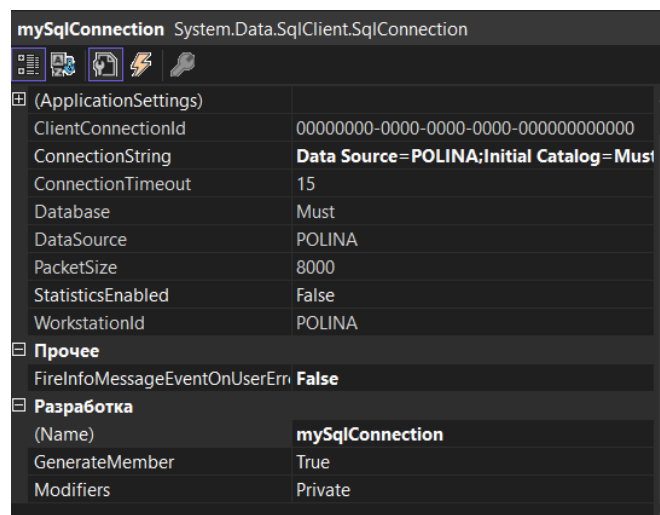 mySqlConnection System.Data.SqlClient.SqlConnection
(ApplicationSettings)
ClientConnectionId 00000000-0000-0000-0000-000000000000
ConnectionString Data Source=POLINA;Initial Catalog=Must
ConnectionTimeout 15
Database Must
DataSource POLINA
PacketSize 8000
StatisticsEnabled False
WorkstationId POLINA
Прочее
FireInfoMessageEventOnUserErr False
Разработка
(Name) mySqlConnection
GenerateMember True
Modifiers Private